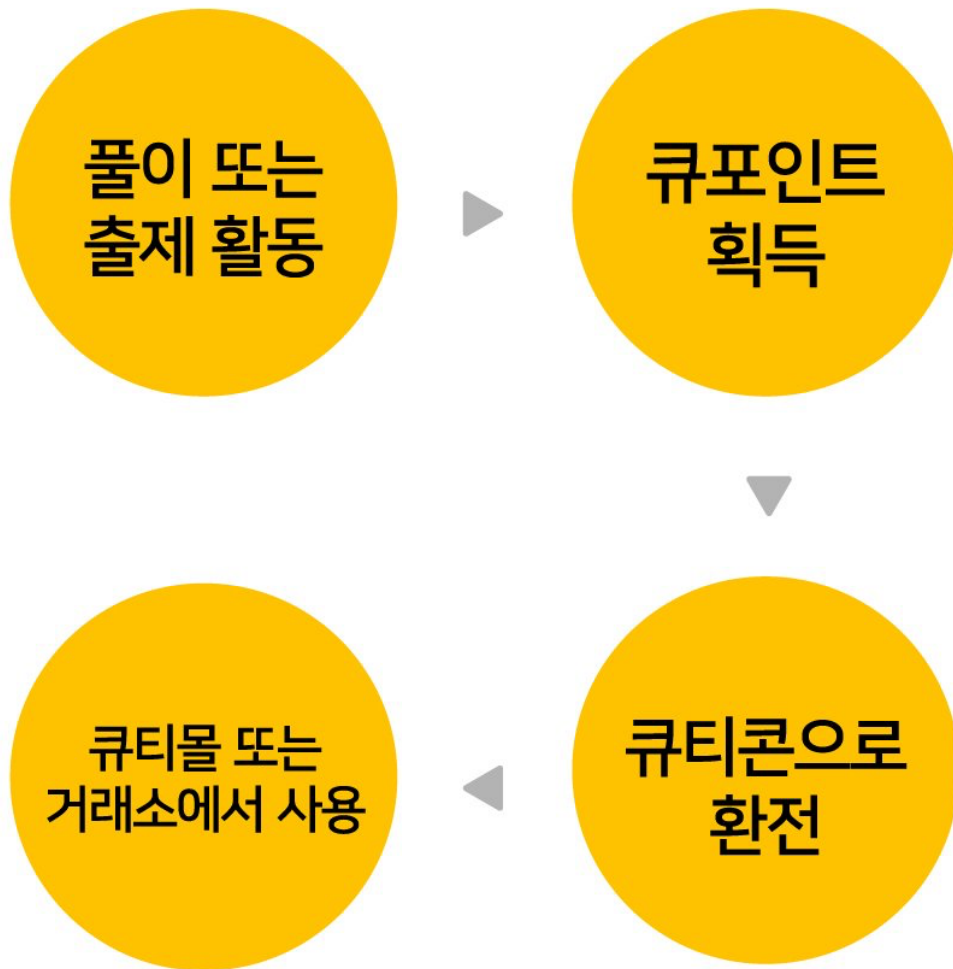 풀이 또는
출제 활동
큐포인트
획득
큐티콘으로
환전
큐티몰 또는
거래소에서 사용